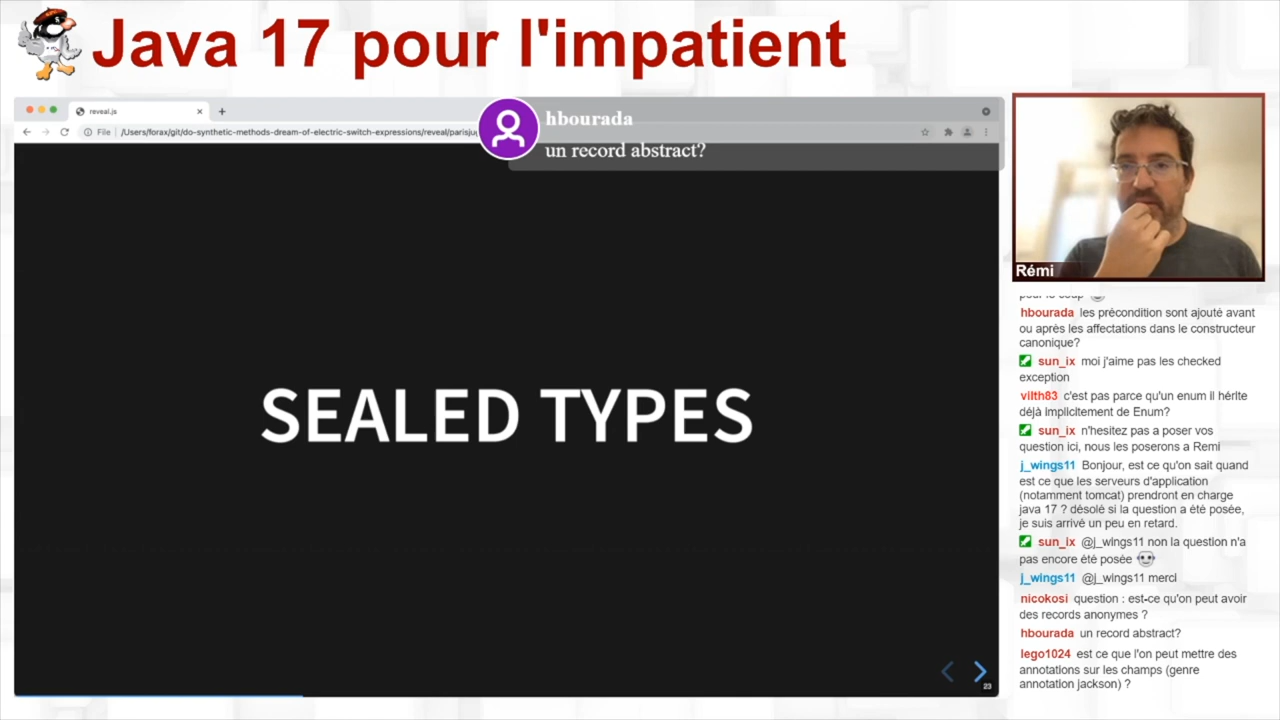 Java 17 pour l'impatient
reveal.js
File
/Users/forax/git/do-synthetic-methods-dream-of-electric-switch-expressions/reveal/parisju
hbourada
un record abstract?
SEALED TYPES
23
Rémi
pour le coup
hbourada les précondition sont ajouté avant
ou après les affectations dans le constructeur
canonique?
sun_ix moi j'aime pas les checked
exception
vilth83 c'est pas parce qu'un enum il hérite
déjà implicitement de Enum?
sun_ix n'hesitez pas a poser vos
question ici, nous les poserons a Remi
j_wings11 Bonjour, est ce qu'on sait quand
est ce que les serveurs d'application
(notamment tomcat) prendront en charge
java 17 ? désolé si la question a été posée,
je suis arrivé un peu en retard.
sun_ix @j_wings11 non la question n'a
pas encore été posée
j_wings11 @j_wings11 merci
nicokosi question : est-ce qu'on peut avoir
des records anonymes ?
hbourada un record abstract?
lego1024 est ce que l'on peut mettre des
annotations sur les champs (genre
annotation jackson) ?